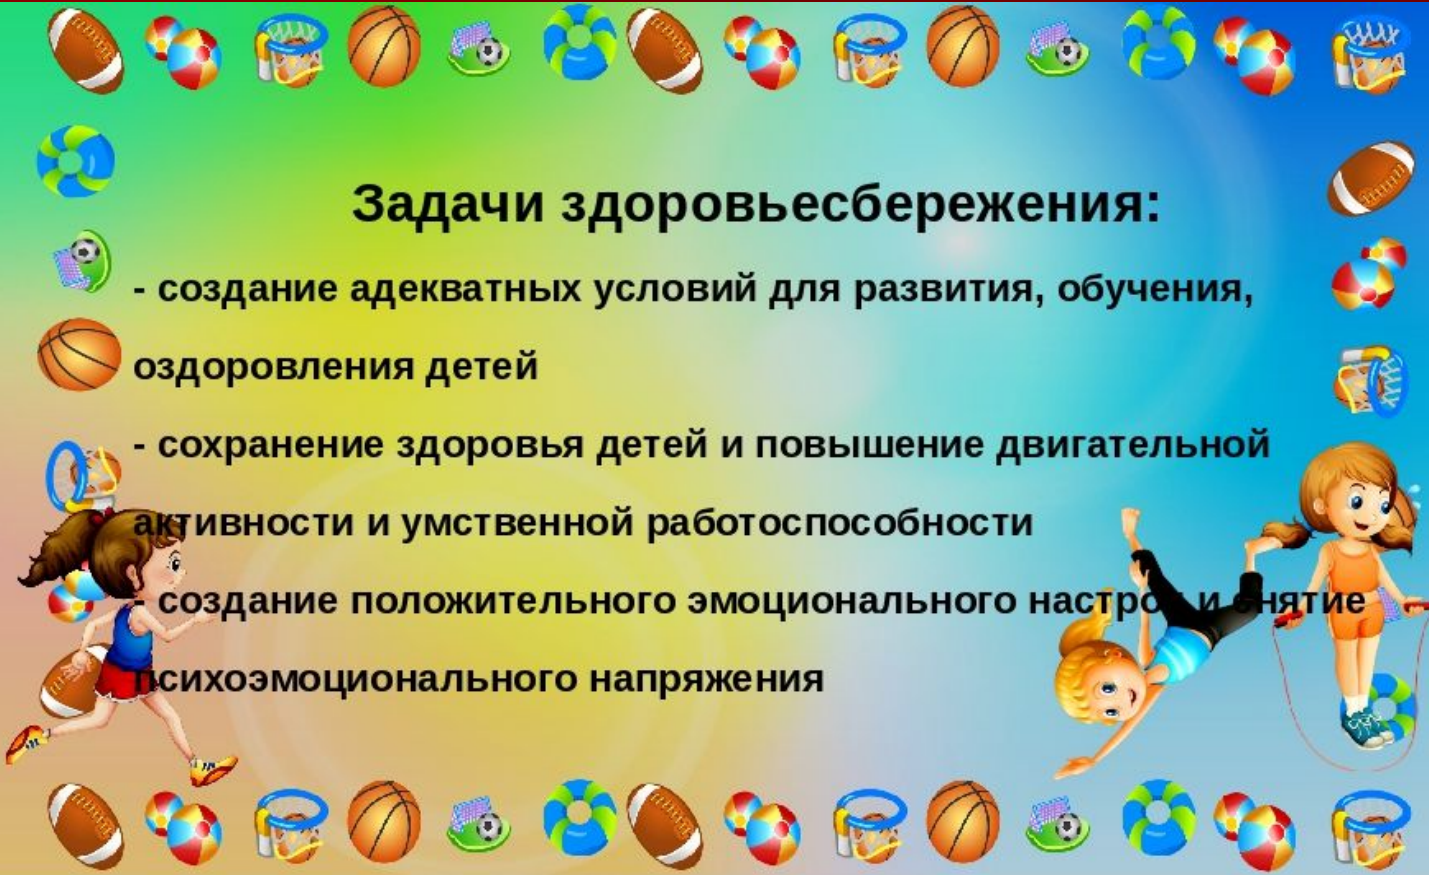 Задачи здоровьесбережения:
- создание адекватных условий для развития, обучения,
оздоровления детей
- сохранение здоровья детей и повышение двигательной
активности и умственной работоспособности
- создание положительного эмоционального настроя и снятие
психоэмоционального напряжения